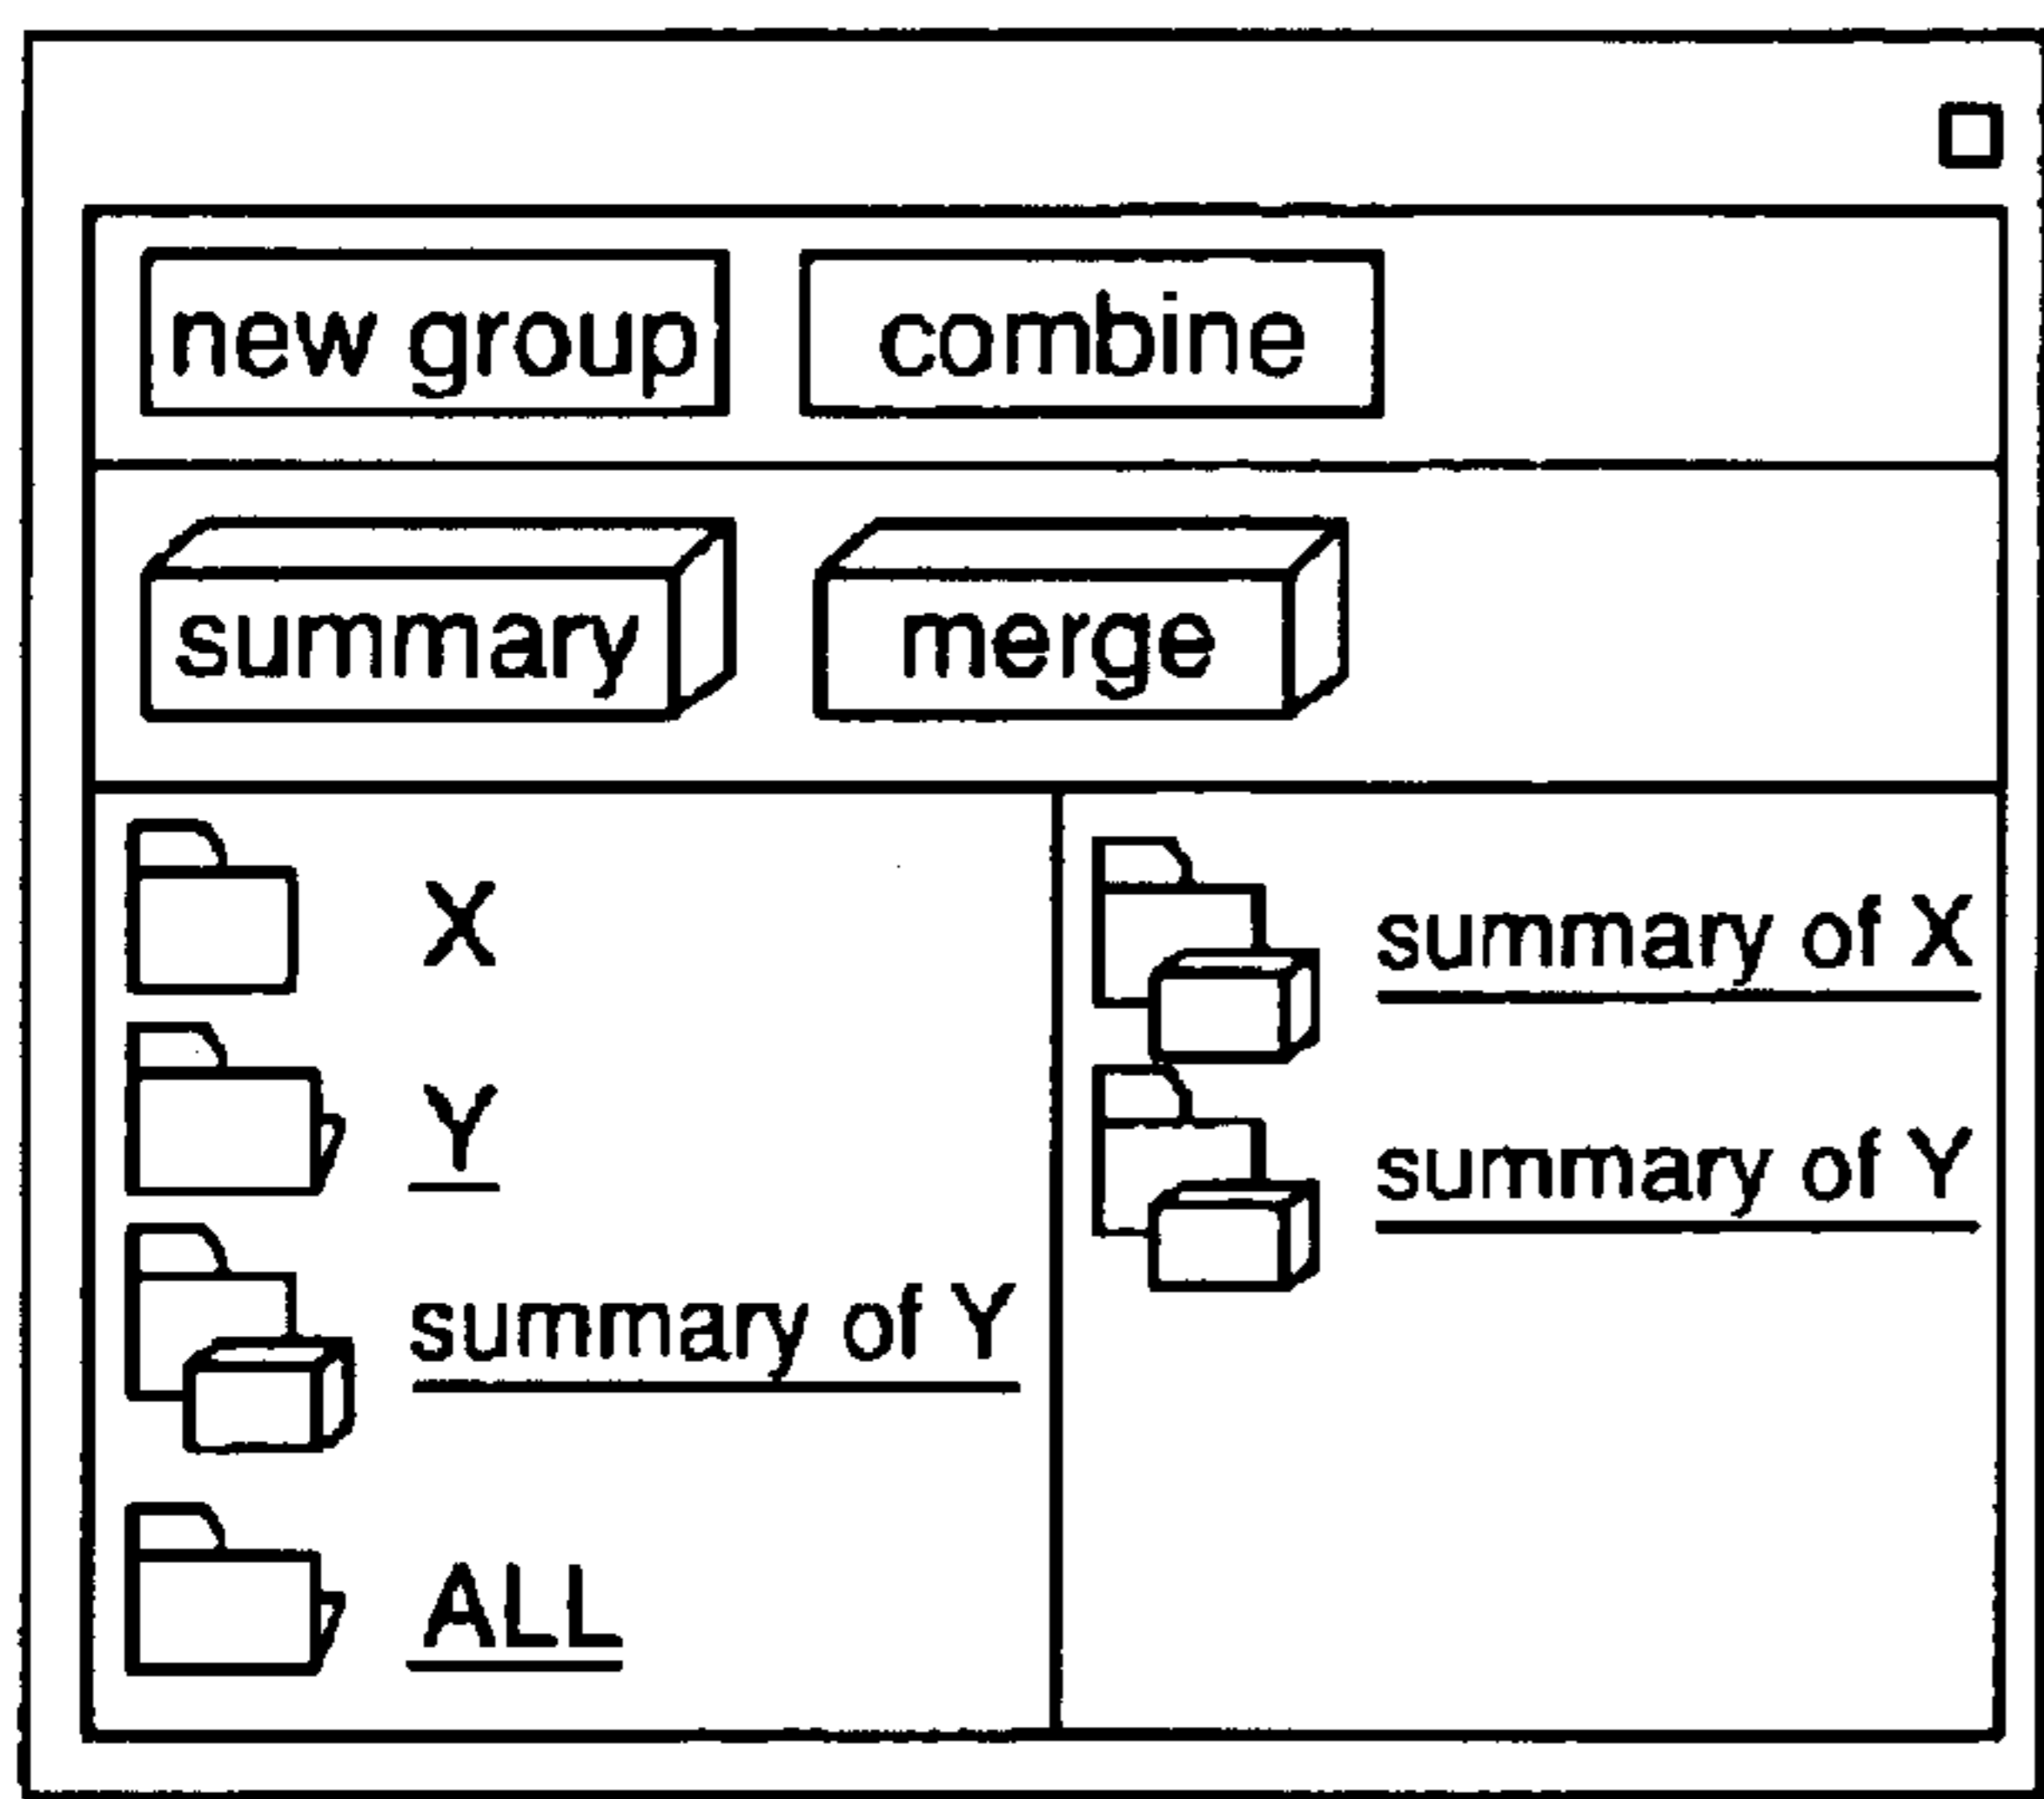 new group combine
summary merge
X
Y
summary of Y
ALL
summary of X
summary of Y